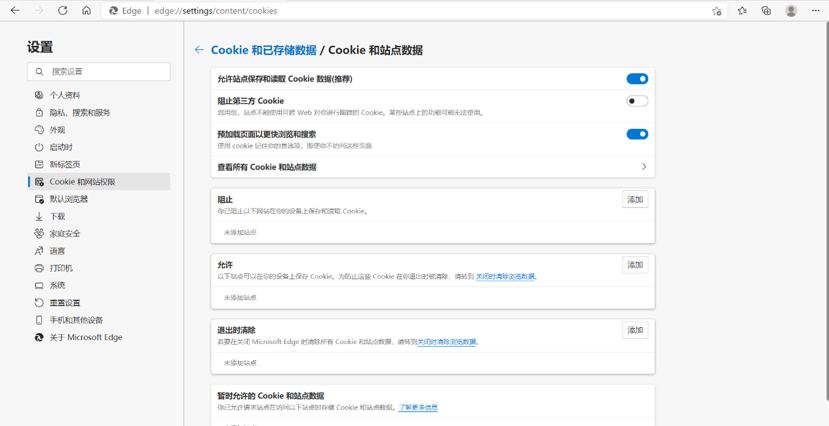 Edge | edge://settings/content/cookies
设置
搜索设置
个人资料
隐私、搜索和服务
外观
启动时
新标签页
Cookie 和网站权限
默认浏览器
下载
家庭安全
语言
打印机
系统
重置设置
手机和其他设备
关于 Microsoft Edge
Cookie 和已存储数据 / Cookie 和站点数据
允许站点保存和读取 Cookie 数据(推荐)
阻止第三方 Cookie
启用后，站点不能使用可跨 Web 对你进行跟踪的 Cookie。某些站点上的功能可能无法使用。
预加载页面以更快浏览和搜索
使用 cookie 记住你的首选项，即使你不访问这些页面
查看所有 Cookie 和站点数据
阻止
添加
你已阻止以下网站在你的设备上保存和读取 Cookie。
未添加站点
允许
添加
以下站点可以在你的设备上保存 Cookie。为防止这些 Cookie 在你退出时被清除，请转到 关闭时清除浏览数据。
未添加站点
退出时清除
添加
若要在关闭 Microsoft Edge 时清除所有 Cookie 和站点数据，请转到关闭时清除浏览数据。
未添加站点
暂时允许的 Cookie 和站点数据
你已允许请求站点在访问以下站点时存储 Cookie 和站点数据。了解更多信息